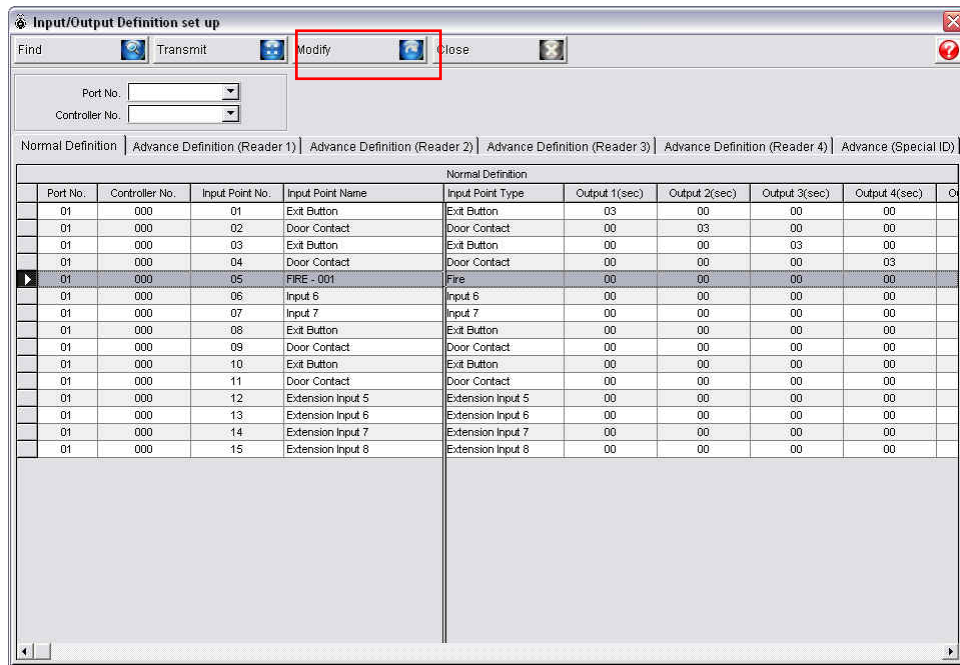 Input/Output Definition set up
Find Transmit Modify Close
Port No.
Controller No.
Normal Definition Advance Definition (Reader 1) Advance Definition (Reader 2) Advance Definition (Reader 3) Advance Definition (Reader 4) Advance (Special ID)
Normal Definition
Port No. Controller No. Input Point No. Input Point Name Input Point Type Output 1(sec) Output 2(sec) Output 3(sec) Output 4(sec)
01 000 01 Exit Button Exit Button 03 00 00 00
01 000 02 Door Contact Door Contact 00 03 00 00
01 000 03 Exit Button Exit Button 00 00 03 00
01 000 04 Door Contact Door Contact 00 00 00 03
01 000 05 FIRE - 001 Fire 00 00 00 00
01 000 06 Input 6 Input 6 00 00 00 00
01 000 07 Input 7 Input 7 00 00 00 00
01 000 08 Exit Button Exit Button 00 00 00 00
01 000 09 Door Contact Door Contact 00 00 00 00
01 000 10 Exit Button Exit Button 00 00 00 00
01 000 11 Door Contact Door Contact 00 00 00 00
01 000 12 Extension Input 5 Extension Input 5 00 00 00 00
01 000 13 Extension Input 6 Extension Input 6 00 00 00 00
01 000 14 Extension Input 7 Extension Input 7 00 00 00 00
01 000 15 Extension Input 8 Extension Input 8 00 00 00 00